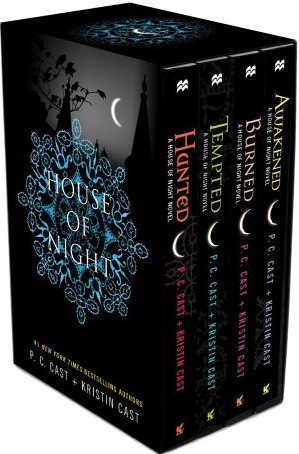 HOUSE
OF
NIGHT
#1 NEW YORK TIMES BESTSELLING AUTHORS
P. C. CAST + KRISTIN CAST
HUNTED
A HOUSE OF NIGHT NOVEL
P. C. CAST + KRISTIN CAST
TEMPTED
A HOUSE OF NIGHT NOVEL
P. C. CAST + KRISTIN CAST
BURNED
A HOUSE OF NIGHT NOVEL
P. C. CAST + KRISTIN CAST
AWAKENED
A HOUSE OF NIGHT NOVEL
P. C. CAST + KRISTIN CAST